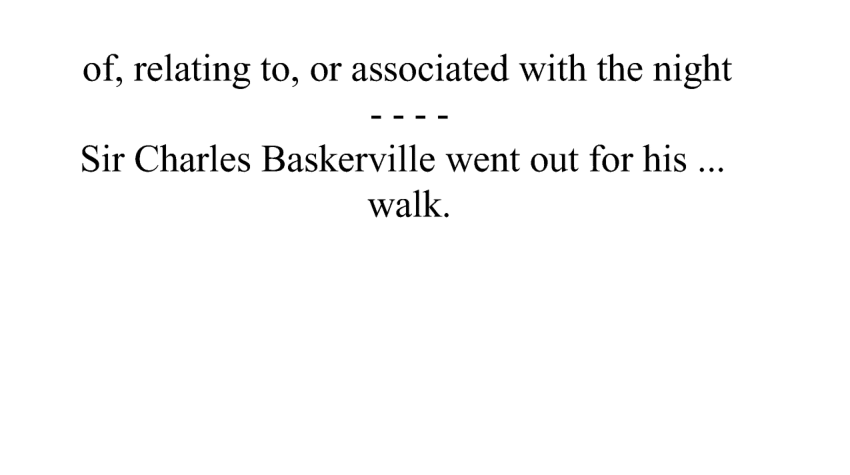 of, relating to, or associated with the night
- - - -
Sir Charles Baskerville went out for his ...
walk.